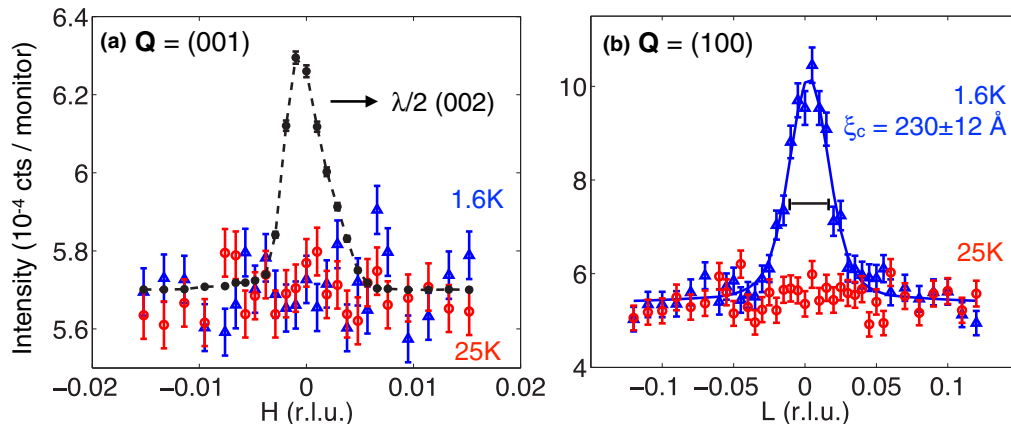 (a) Q = (001)
λ/2 (002)
1.6K
25K
Intensity (10⁻⁴ cts / monitor)
6.4
6.2
6.0
5.8
5.6
−0.02
−0.01
0
0.01
0.02
H (r.l.u.)
(b) Q = (100)
1.6K
ξc = 230±12 Å
25K
10
8
6
4
−0.1
−0.05
0
0.05
0.1
L (r.l.u.)